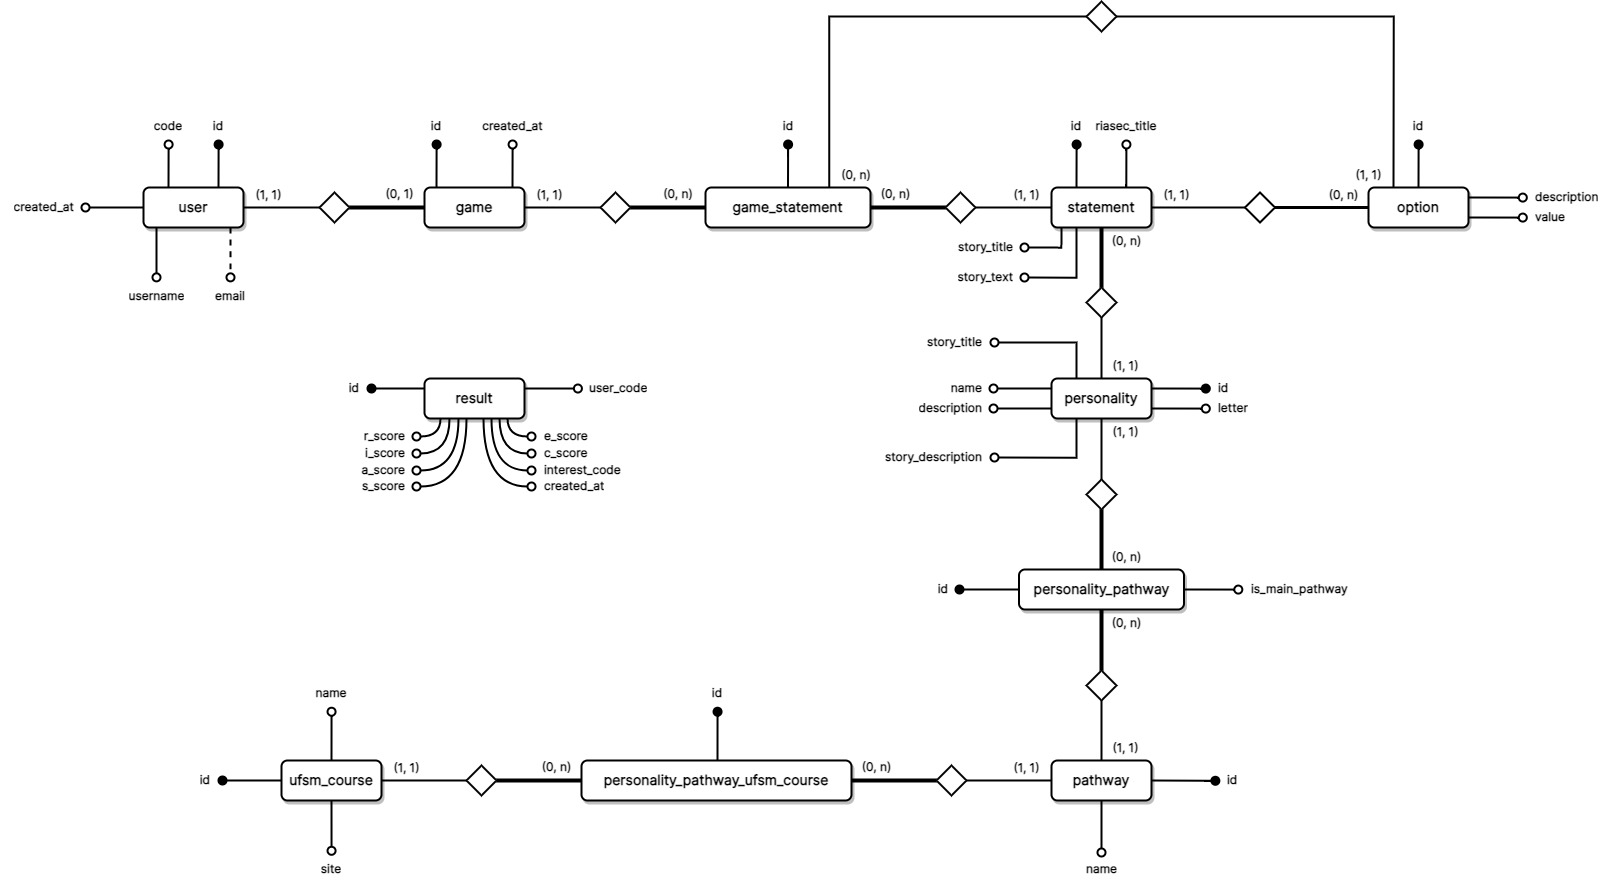 code
id
id
created_at
id
id
riasec_title
id
created_at
user
(1, 1)
(0, 1)
game
(1, 1)
(0, n)
game_statement
(0, n)
(0, n)
(1, 1)
statement
(1, 1)
(0, n)
(1, 1)
option
description
value
username
email
story_title
story_text
(0, n)
story_title
(1, 1)
name
description
personality
id
letter
(1, 1)
story_description
id
result
user_code
r_score
i_score
a_score
s_score
e_score
c_score
interest_code
created_at
(0, n)
id
personality_pathway
is_main_pathway
(0, n)
name
id
(1, 1)
id
ufsm_course
(1, 1)
(0, n)
personality_pathway_ufsm_course
(0, n)
(1, 1)
pathway
id
site
name